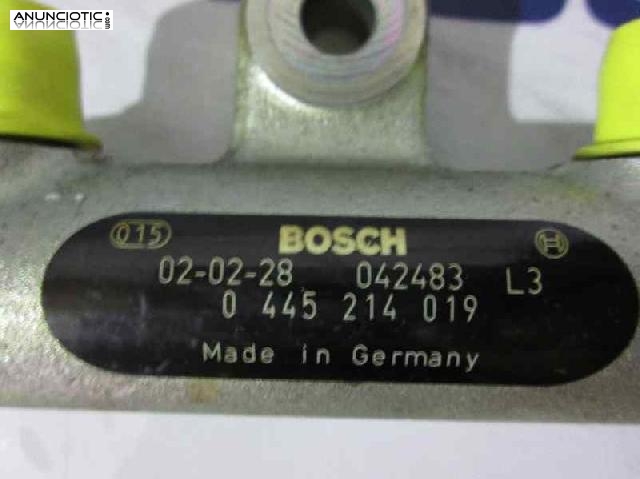 ANUNCIOTIC!
015 BOSCH
02-02-28 042483 L3
0 445 214 019
Made in Germany